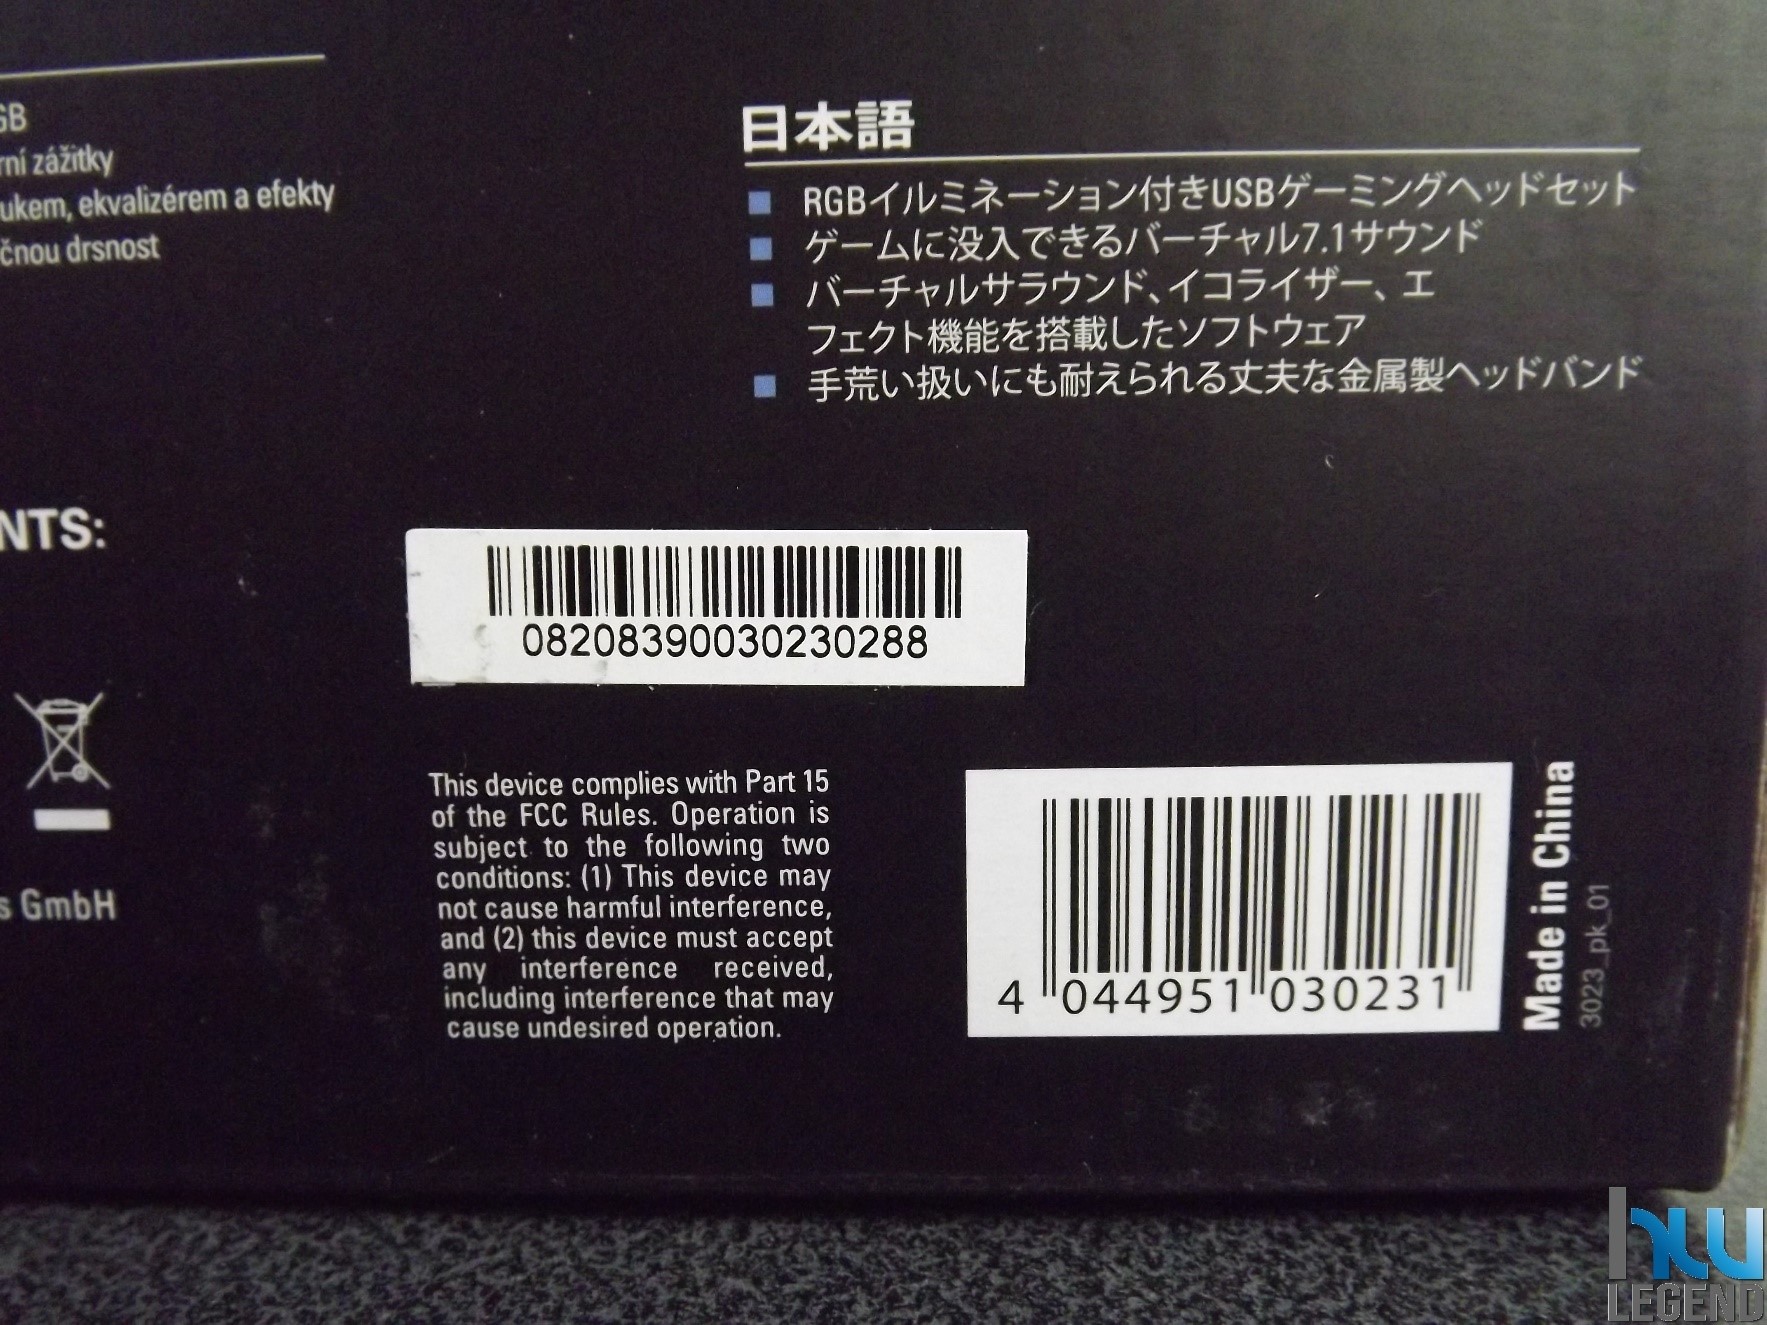 GB
rní zážitky
ukem, ekvalizérem a efekty
čnou drsnost
NTS:
s GmbH
日本語
RGBイルミネーション付きUSBゲーミングヘッドセット
ゲームに没入できるバーチャル7.1サウンド
バーチャルサラウンド、イコライザー、エ
フェクト機能を搭載したソフトウェア
手荒い扱いにも耐えられる丈夫な金属製ヘッドバンド
08208390030230288
This device complies with Part 15
of the FCC Rules. Operation is
subject to the following two
conditions: (1) This device may
not cause harmful interference,
and (2) this device must accept
any interference received,
including interference that may
cause undesired operation.
4 044951 030231
Made in China
3023_pk_01
hw
LEGEND